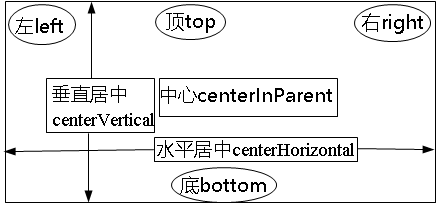 左left
顶top
右right
垂直居中
centerVertical
中心centerInParent
水平居中centerHorizontal
底bottom